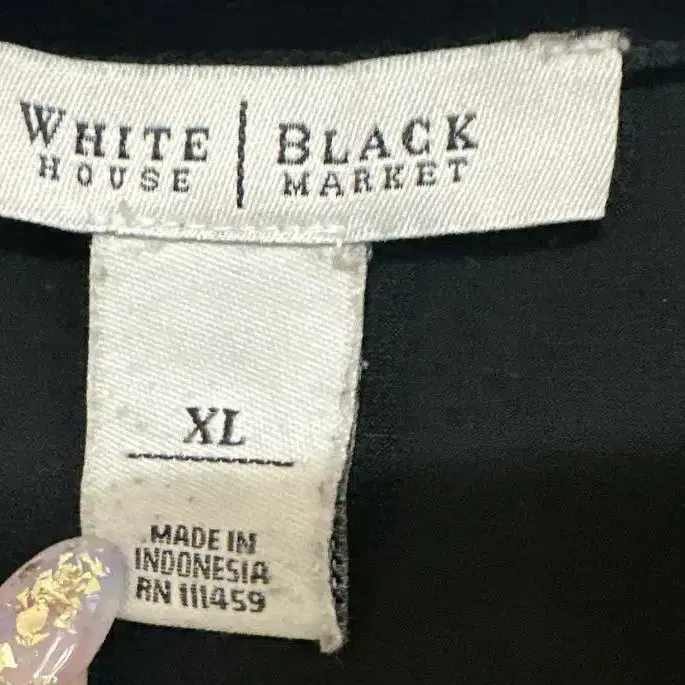 WHITE | BLACK
HOUSE MARKET
XL
MADE IN
INDONESIA
RN 111459